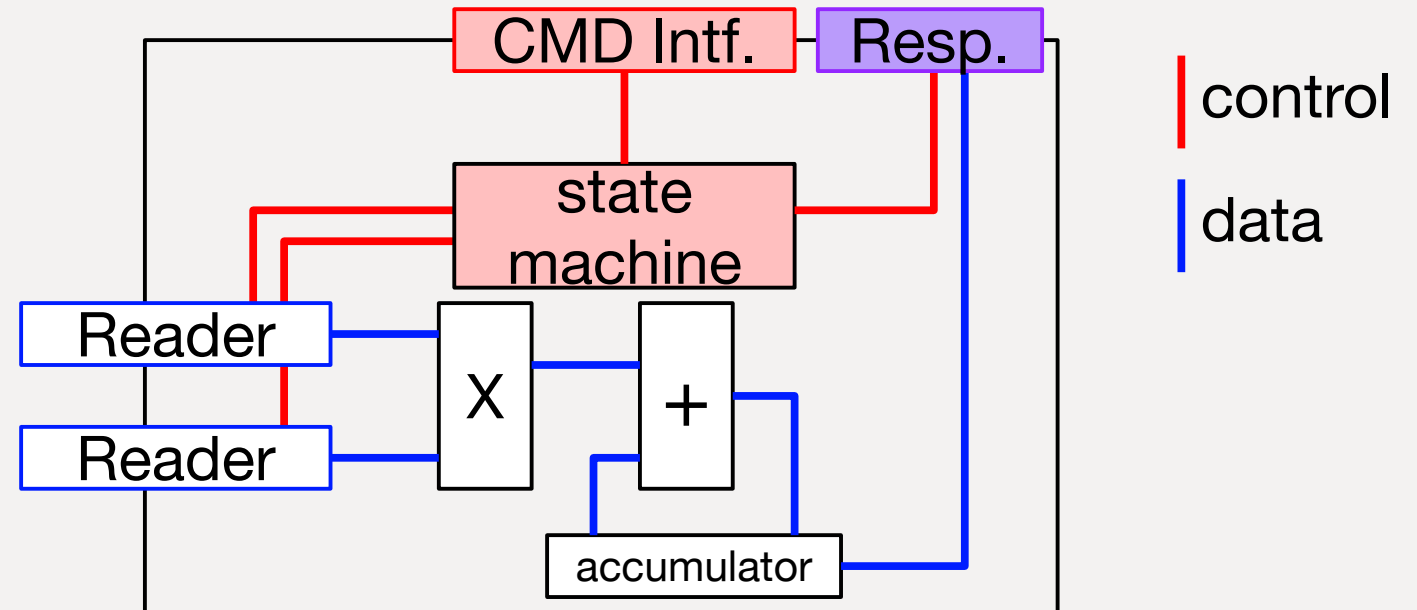 CMD Intf.
Resp.
control
state
machine
data
Reader
X
+
Reader
accumulator